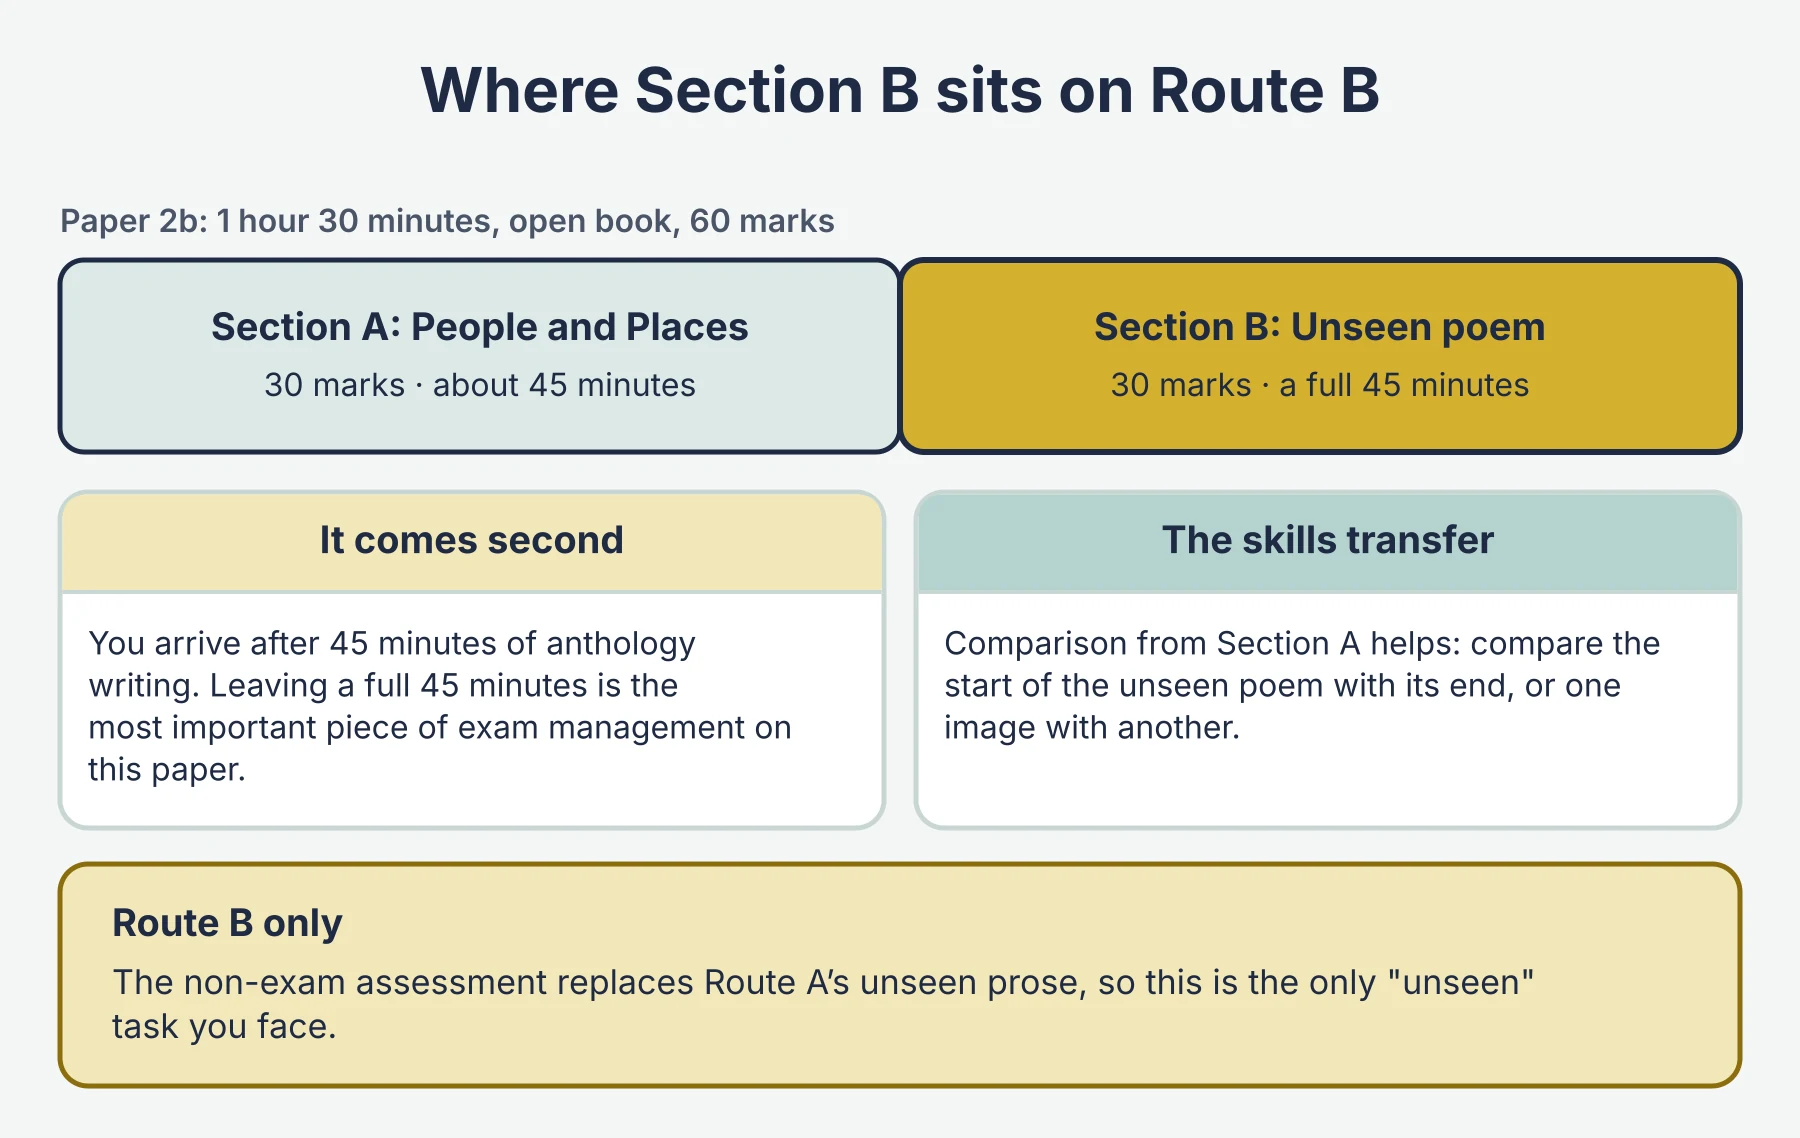 Where Section B sits on Route B
Paper 2b: 1 hour 30 minutes, open book, 60 marks
Section A: People and Places
30 marks · about 45 minutes
Section B: Unseen poem
30 marks · a full 45 minutes
It comes second
You arrive after 45 minutes of anthology
writing. Leaving a full 45 minutes is the
most important piece of exam management on
this paper.
The skills transfer
Comparison from Section A helps: compare the
start of the unseen poem with its end, or one
image with another.
Route B only
The non-exam assessment replaces Route A’s unseen prose, so this is the only "unseen"
task you face.